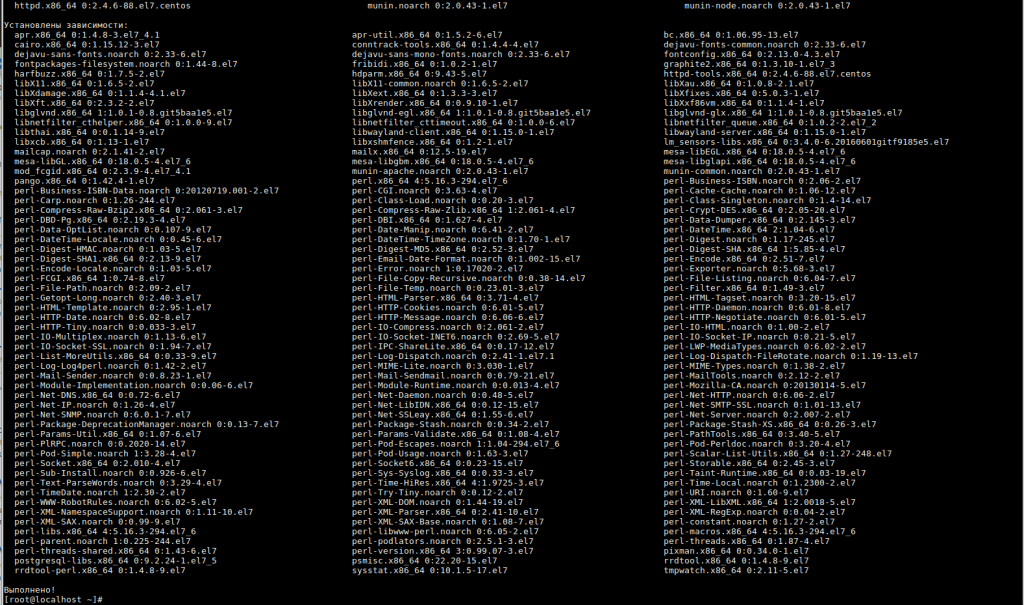 httpd.x86_64 0:2.4.6-88.el7.centos munin.noarch 0:2.0.43-1.el7 munin-node.noarch 0:2.0.43-1.el7
Установлены зависимости:
apr.x86_64 0:1.4.8-3.el7_4.1 apr-util.x86_64 0:1.5.2-6.el7 bc.x86_64 0:1.06.95-13.el7
cairo.x86_64 0:1.15.12-3.el7 conntrack-tools.x86_64 0:1.4.4-4.el7 dejavu-fonts-common.noarch 0:2.33-6.el7
dejavu-sans-fonts.noarch 0:2.33-6.el7 dejavu-sans-mono-fonts.noarch 0:2.33-6.el7 fontconfig.x86_64 0:2.13.0-4.3.el7
fontpackages-filesystem.noarch 0:1.44-8.el7 fribidi.x86_64 0:1.0.2-1.el7 graphite2.x86_64 0:1.3.10-1.el7_3
harfbuzz.x86_64 0:1.7.5-2.el7 hdparm.x86_64 0:9.43-5.el7 httpd-tools.x86_64 0:2.4.6-88.el7.centos
libX11.x86_64 0:1.6.5-2.el7 libX11-common.noarch 0:1.6.5-2.el7 libXau.x86_64 0:1.0.8-2.1.el7
libXdamage.x86_64 0:1.1.4-4.1.el7 libXext.x86_64 0:1.3.3-3.el7 libXfixes.x86_64 0:5.0.3-1.el7
libXft.x86_64 0:2.3.2-2.el7 libXrender.x86_64 0:0.9.10-1.el7 libXxf86vm.x86_64 0:1.1.4-1.el7
libglvnd.x86_64 1:1.0.1-0.8.git5baa1e5.el7 libglvnd-egl.x86_64 1:1.0.1-0.8.git5baa1e5.el7 libglvnd-glx.x86_64 1:1.0.1-0.8.git5baa1e5.el7
libnetfilter_cthelper.x86_64 0:1.0.0-9.el7 libnetfilter_cttimeout.x86_64 0:1.0.0-6.el7 libnetfilter_queue.x86_64 0:1.0.2-2.el7_2
libthai.x86_64 0:0.1.14-9.el7 libwayland-client.x86_64 0:1.15.0-1.el7 libwayland-server.x86_64 0:1.15.0-1.el7
libxcb.x86_64 0:1.13-1.el7 libxshmfence.x86_64 0:1.2-1.el7 lm_sensors-libs.x86_64 0:3.4.0-6.20160601gitf9185e5.el7
mailcap.noarch 0:2.1.41-2.el7 mailx.x86_64 0:12.5-19.el7 mesa-libEGL.x86_64 0:18.0.5-4.el7_6
mesa-libGL.x86_64 0:18.0.5-4.el7_6 mesa-libgbm.x86_64 0:18.0.5-4.el7_6 mesa-libglapi.x86_64 0:18.0.5-4.el7_6
mod_fcgid.x86_64 0:2.3.9-4.el7_4.1 munin-apache.noarch 0:2.0.43-1.el7 munin-common.noarch 0:2.0.43-1.el7
pango.x86_64 0:1.42.4-1.el7 perl.x86_64 4:5.16.3-294.el7_6 perl-Business-ISBN.noarch 0:2.06-2.el7
perl-Business-ISBN-Data.noarch 0:20120719.001-2.el7 perl-CGI.noarch 0:3.63-4.el7 perl-Cache-Cache.noarch 0:1.06-12.el7
perl-Carp.noarch 0:1.26-244.el7 perl-Class-Load.noarch 0:0.20-3.el7 perl-Class-Singleton.noarch 0:1.4-14.el7
perl-Compress-Raw-Bzip2.x86_64 0:2.061-3.el7 perl-Compress-Raw-Zlib.x86_64 1:2.061-4.el7 perl-Crypt-DES.x86_64 0:2.05-20.el7
perl-DBD-Pg.x86_64 0:2.19.3-4.el7 perl-DBI.x86_64 0:1.627-4.el7 perl-Data-Dumper.x86_64 0:2.145-3.el7
perl-Data-OptList.noarch 0:0.107-9.el7 perl-Date-Manip.noarch 0:6.41-2.el7 perl-DateTime.x86_64 2:1.04-6.el7
perl-DateTime-Locale.noarch 0:0.45-6.el7 perl-DateTime-TimeZone.noarch 0:1.70-1.el7 perl-Digest.noarch 0:1.17-245.el7
perl-Digest-HMAC.noarch 0:1.03-5.el7 perl-Digest-MD5.x86_64 0:2.52-3.el7 perl-Digest-SHA.x86_64 1:5.85-4.el7
perl-Digest-SHA1.x86_64 0:2.13-9.el7 perl-Email-Date-Format.noarch 0:1.002-15.el7 perl-Encode.x86_64 0:2.51-7.el7
perl-Encode-Locale.noarch 0:1.03-5.el7 perl-Error.noarch 1:0.17020-2.el7 perl-Exporter.noarch 0:5.68-3.el7
perl-FCGI.x86_64 1:0.74-8.el7 perl-File-Copy-Recursive.noarch 0:0.38-14.el7 perl-File-Listing.noarch 0:6.04-7.el7
perl-File-Path.noarch 0:2.09-2.el7 perl-File-Temp.noarch 0:0.23.01-3.el7 perl-Filter.x86_64 0:1.49-3.el7
perl-Getopt-Long.noarch 0:2.40-3.el7 perl-HTML-Parser.x86_64 0:3.71-4.el7 perl-HTML-Tagset.noarch 0:3.20-15.el7
perl-HTML-Template.noarch 0:2.95-1.el7 perl-HTTP-Cookies.noarch 0:6.01-5.el7 perl-HTTP-Daemon.noarch 0:6.01-8.el7
perl-HTTP-Date.noarch 0:6.02-8.el7 perl-HTTP-Message.noarch 0:6.06-6.el7 perl-HTTP-Negotiate.noarch 0:6.01-5.el7
perl-HTTP-Tiny.noarch 0:0.033-3.el7 perl-IO-Compress.noarch 0:2.061-2.el7 perl-IO-HTML.noarch 0:1.00-2.el7
perl-IO-Multiplex.noarch 0:1.13-6.el7 perl-IO-Socket-INET6.noarch 0:2.69-5.el7 perl-IO-Socket-IP.noarch 0:0.21-5.el7
perl-IO-Socket-SSL.noarch 0:1.94-7.el7 perl-IPC-ShareLite.x86_64 0:0.17-12.el7 perl-LWP-MediaTypes.noarch 0:6.02-2.el7
perl-List-MoreUtils.x86_64 0:0.33-9.el7 perl-Log-Dispatch.noarch 0:2.41-1.el7.1 perl-Log-Dispatch-FileRotate.noarch 0:1.19-13.el7
perl-Log-Log4perl.noarch 0:1.42-2.el7 perl-MIME-Lite.noarch 0:3.030-1.el7 perl-MIME-Types.noarch 0:1.38-2.el7
perl-Mail-Sender.noarch 0:0.8.23-1.el7 perl-Mail-Sendmail.noarch 0:0.79-21.el7 perl-MailTools.noarch 0:2.12-2.el7
perl-Module-Implementation.noarch 0:0.06-6.el7 perl-Module-Runtime.noarch 0:0.013-4.el7 perl-Mozilla-CA.noarch 0:20130114-5.el7
perl-Net-DNS.x86_64 0:0.72-6.el7 perl-Net-Daemon.noarch 0:0.48-5.el7 perl-Net-HTTP.noarch 0:6.06-2.el7
perl-Net-IP.noarch 0:1.26-4.el7 perl-Net-LibIDN.x86_64 0:0.12-15.el7 perl-Net-SMTP-SSL.noarch 0:1.01-13.el7
perl-Net-SNMP.noarch 0:6.0.1-7.el7 perl-Net-SSLeay.x86_64 0:1.55-6.el7 perl-Net-Server.noarch 0:2.007-2.el7
perl-Package-DeprecationManager.noarch 0:0.13-7.el7 perl-Package-Stash.noarch 0:0.34-2.el7 perl-Package-Stash-XS.x86_64 0:0.26-3.el7
perl-Params-Util.x86_64 0:1.07-6.el7 perl-Params-Validate.x86_64 0:1.08-4.el7 perl-PathTools.x86_64 0:3.40-5.el7
perl-PlRPC.noarch 0:0.2020-14.el7 perl-Pod-Escapes.noarch 1:1.04-294.el7_6 perl-Pod-Perldoc.noarch 0:3.20-4.el7
perl-Pod-Simple.noarch 1:3.28-4.el7 perl-Pod-Usage.noarch 0:1.63-3.el7 perl-Scalar-List-Utils.x86_64 0:1.27-248.el7
perl-Socket.x86_64 0:2.010-4.el7 perl-Socket6.x86_64 0:0.23-15.el7 perl-Storable.x86_64 0:2.45-3.el7
perl-Sub-Install.noarch 0:0.926-6.el7 perl-Sys-Syslog.x86_64 0:0.33-3.el7 perl-Taint-Runtime.x86_64 0:0.03-19.el7
perl-Text-ParseWords.noarch 0:3.29-4.el7 perl-Time-HiRes.x86_64 4:1.9725-3.el7 perl-Time-Local.noarch 0:1.2300-2.el7
perl-TimeDate.noarch 1:2.30-2.el7 perl-Try-Tiny.noarch 0:0.12-2.el7 perl-URI.noarch 0:1.60-9.el7
perl-WWW-RobotRules.noarch 0:6.02-5.el7 perl-XML-DOM.noarch 0:1.44-19.el7 perl-XML-LibXML.x86_64 1:2.0018-5.el7
perl-XML-NamespaceSupport.noarch 0:1.11-10.el7 perl-XML-Parser.x86_64 0:2.41-10.el7 perl-XML-RegExp.noarch 0:0.04-2.el7
perl-XML-SAX.noarch 0:0.99-9.el7 perl-XML-SAX-Base.noarch 0:1.08-7.el7 perl-constant.noarch 0:1.27-2.el7
perl-libs.x86_64 4:5.16.3-294.el7_6 perl-libwww-perl.noarch 0:6.05-2.el7 perl-macros.x86_64 4:5.16.3-294.el7_6
perl-parent.noarch 1:0.225-244.el7 perl-podlators.noarch 0:2.5.1-3.el7 perl-threads.x86_64 0:1.87-4.el7
perl-threads-shared.x86_64 0:1.43-6.el7 perl-version.x86_64 3:0.99.07-3.el7 pixman.x86_64 0:0.34.0-1.el7
postgresql-libs.x86_64 0:9.2.24-1.el7_5 psmisc.x86_64 0:22.20-15.el7 rrdtool.x86_64 0:1.4.8-9.el7
rrdtool-perl.x86_64 0:1.4.8-9.el7 sysstat.x86_64 0:10.1.5-17.el7 tmpwatch.x86_64 0:2.11-5.el7
Выполнено!
[root@localhost ~]#